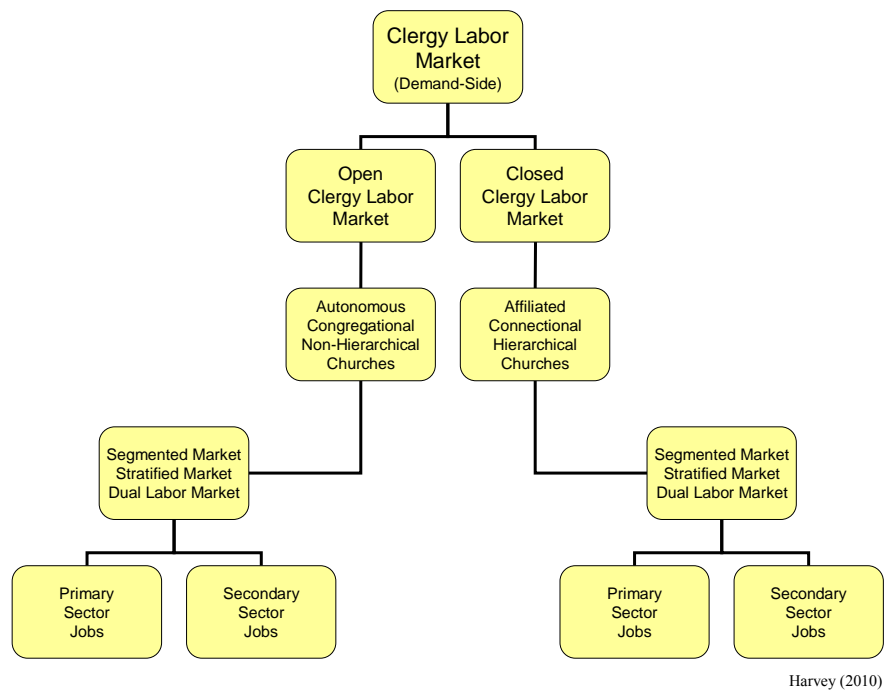 Clergy Labor
Market
(Demand-Side)
Open
Clergy Labor
Market
Closed
Clergy Labor
Market
Autonomous
Congregational
Non-Hierarchical
Churches
Affiliated
Connectional
Hierarchical
Churches
Segmented Market
Stratified Market
Dual Labor Market
Segmented Market
Stratified Market
Dual Labor Market
Primary
Sector
Jobs
Secondary
Sector
Jobs
Primary
Sector
Jobs
Secondary
Sector
Jobs
Harvey (2010)